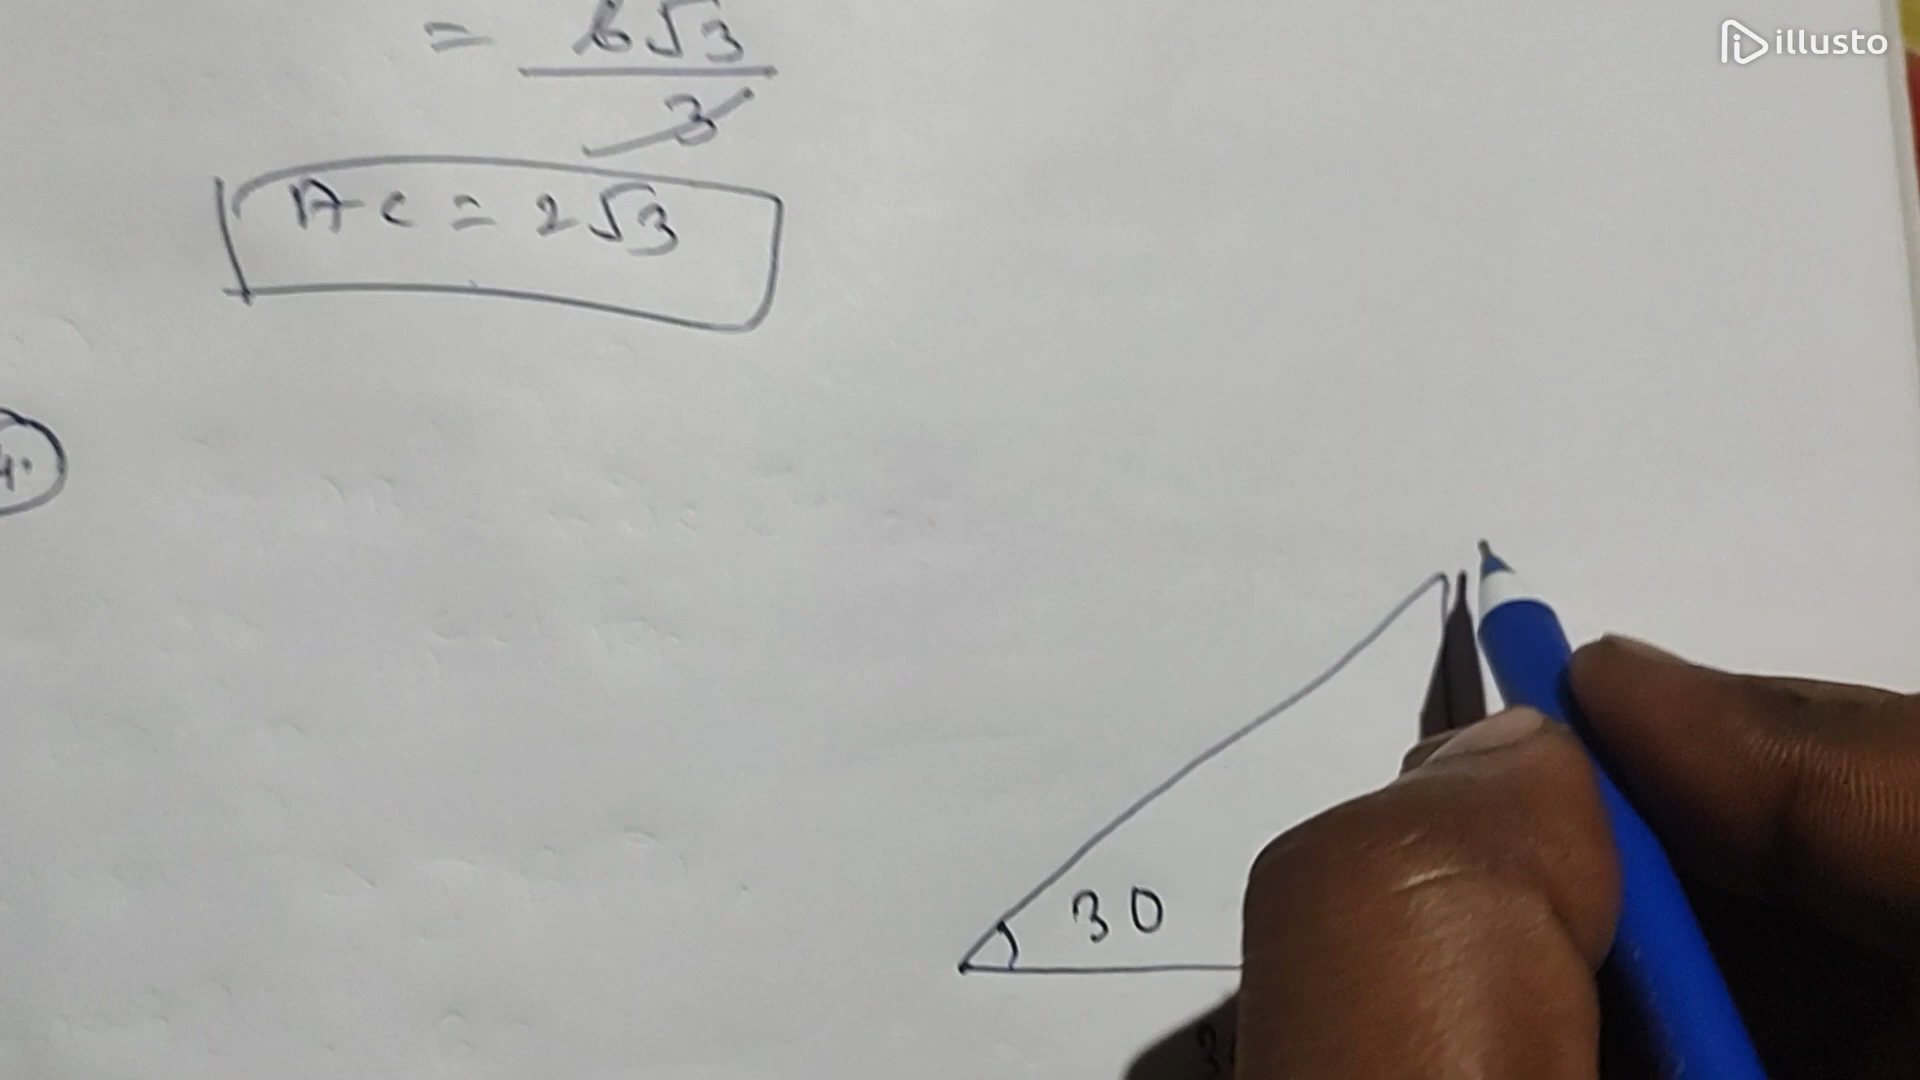 illusto
= 6√3
3
AC = 2√3
4.
30